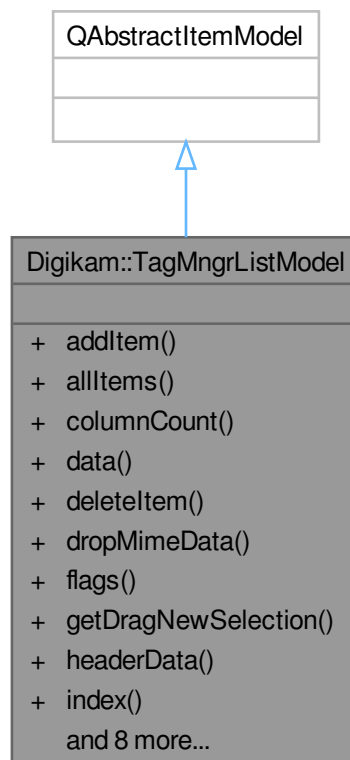 QAbstractItemModel
Digikam::TagMngrListModel
+ addItem()
+ allItems()
+ columnCount()
+ data()
+ deleteItem()
+ dropMimeData()
+ flags()
+ getDragNewSelection()
+ headerData()
+ index()
and 8 more...